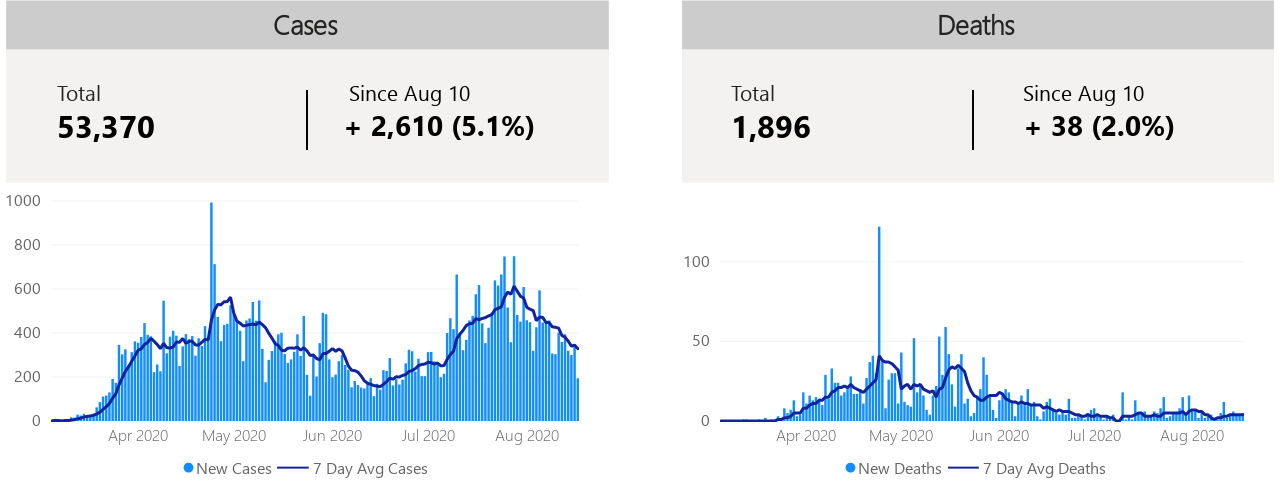 Cases
Total
53,370
Since Aug 10
+ 2,610 (5.1%)
1000
800
600
400
200
0
Apr 2020 May 2020 Jun 2020 Jul 2020 Aug 2020
New Cases 7 Day Avg Cases
Deaths
Total
1,896
Since Aug 10
+ 38 (2.0%)
100
50
0
Apr 2020 May 2020 Jun 2020 Jul 2020 Aug 2020
New Deaths 7 Day Avg Deaths